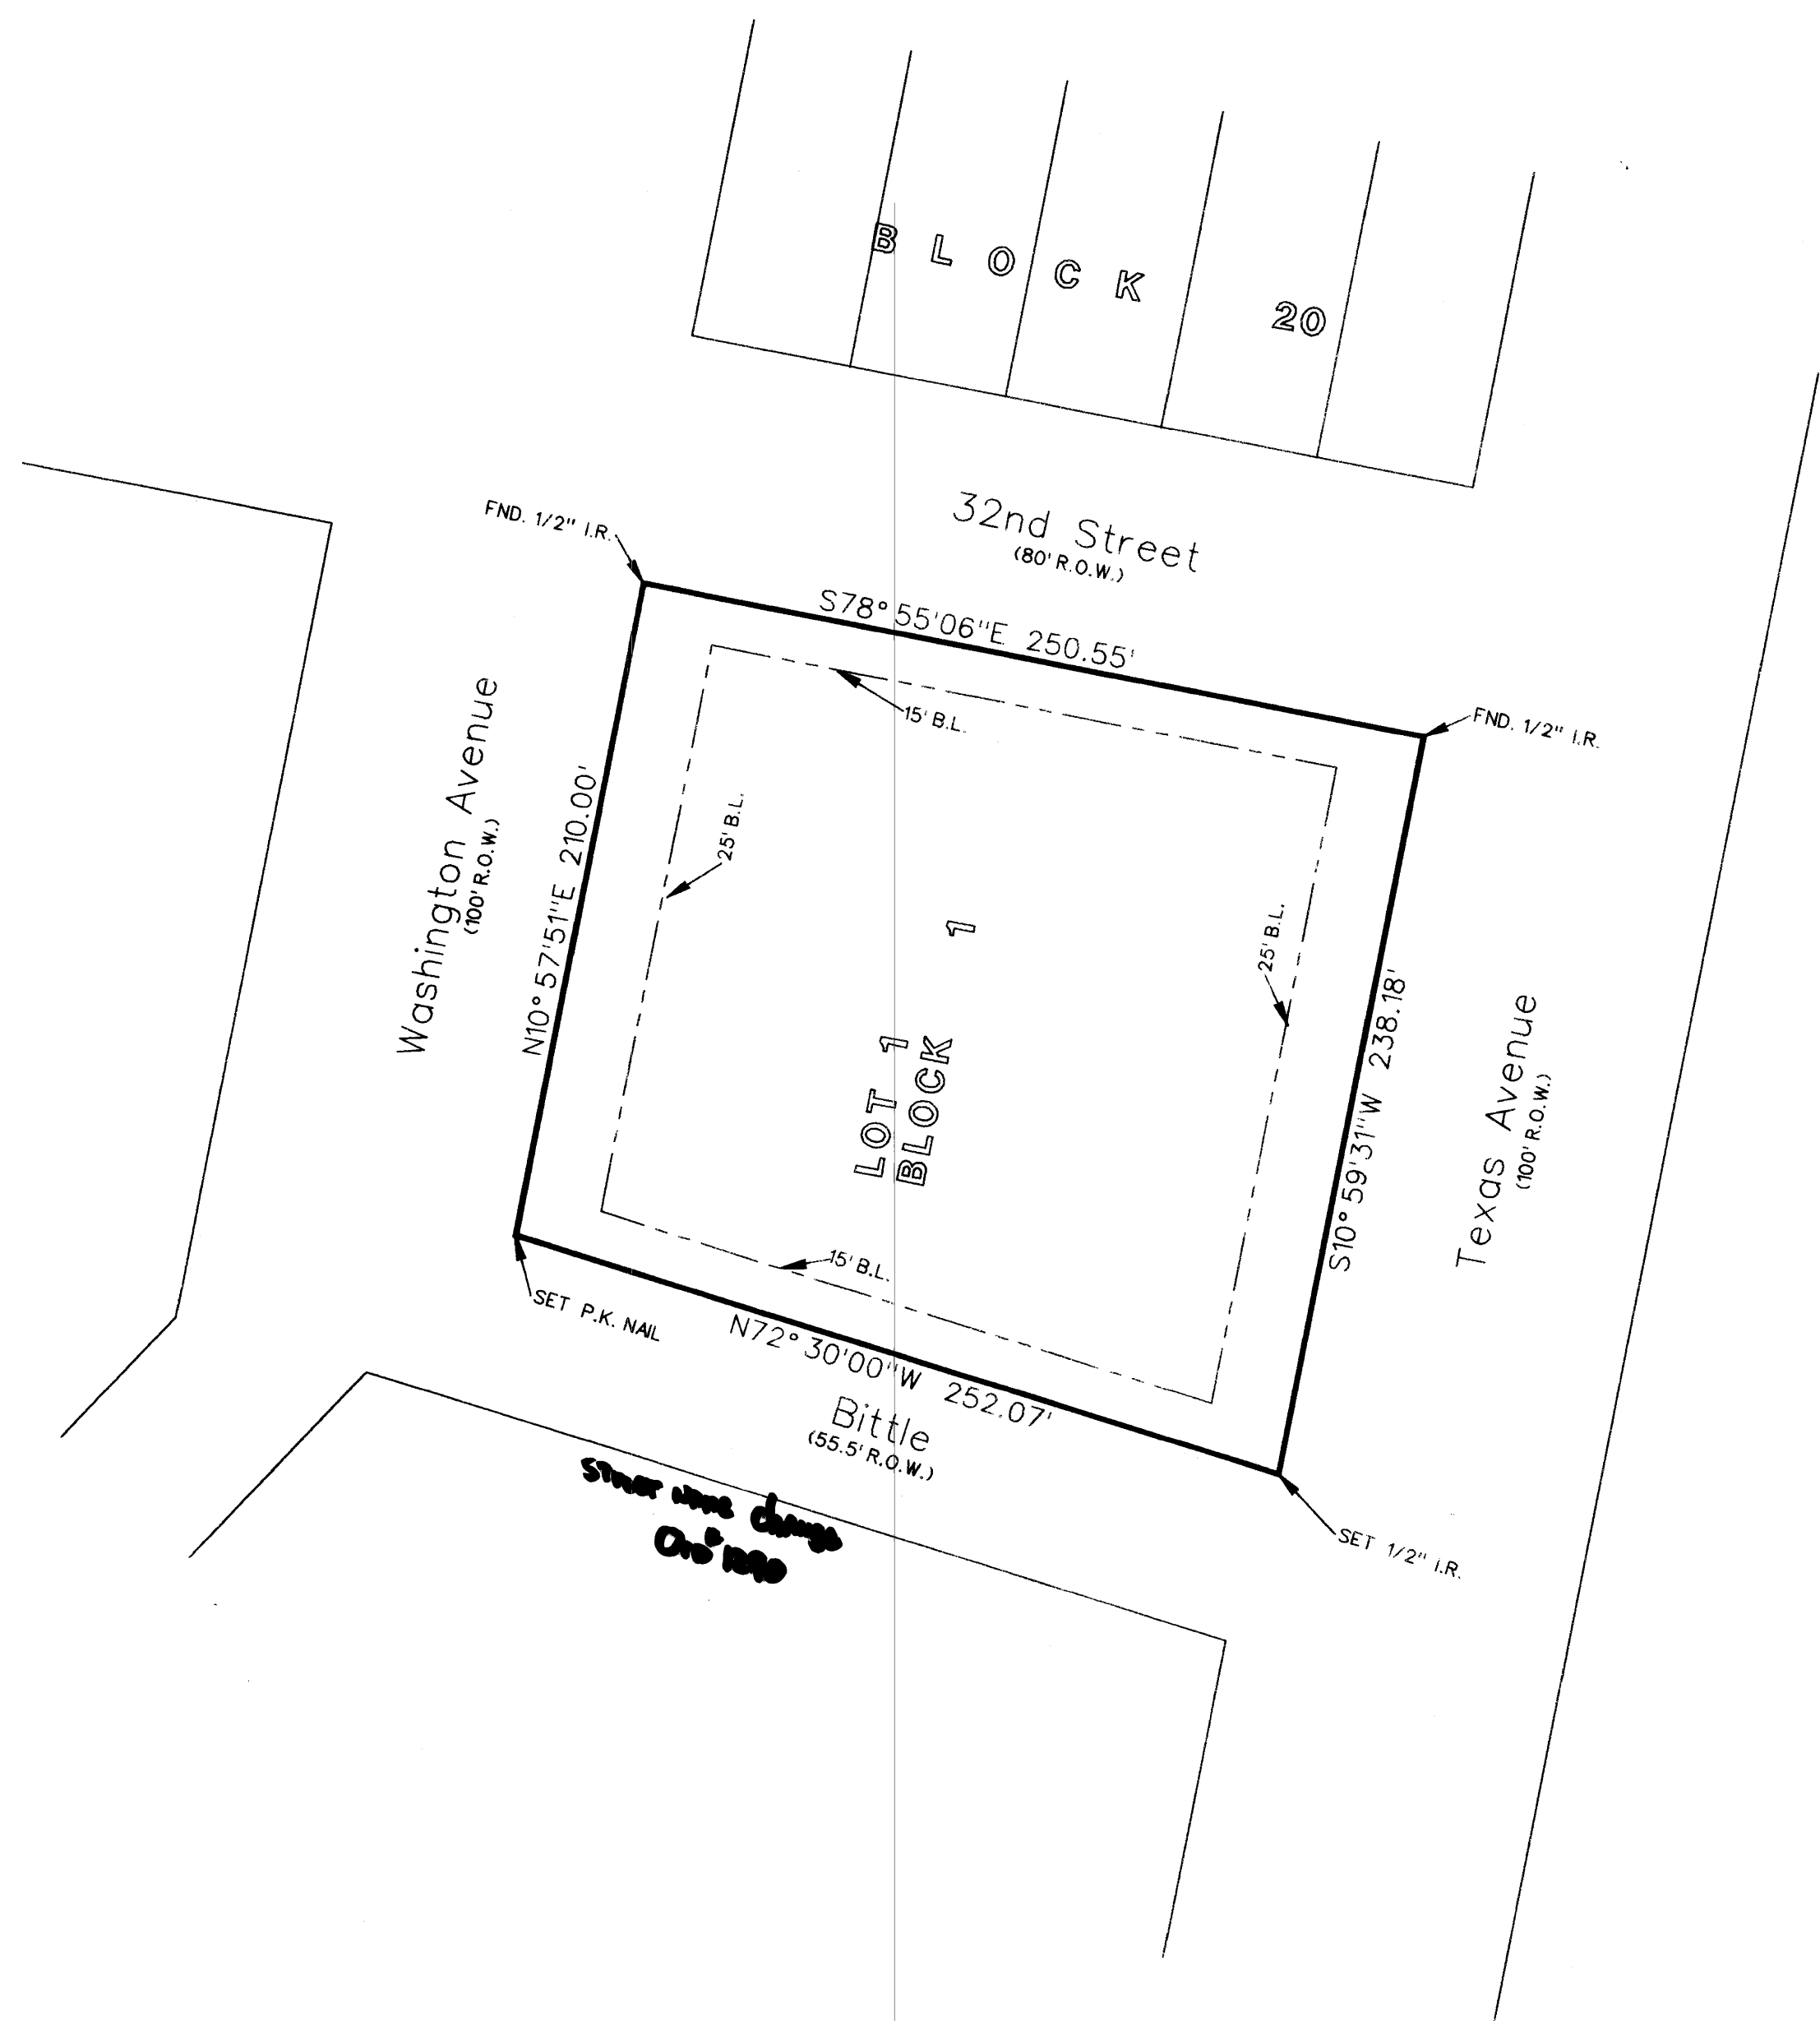 BLOCK 20
32nd Street
(80' R.O.W.)
FND. 1/2" I.R.
S78°55'06"E 250.55'
FND. 1/2" I.R.
15' B.L.
Washington Avenue
(100' R.O.W.)
N10°57'51"E 210.00'
25' B.L.
LOT 1
BLOCK 1
25' B.L.
S10°59'31"W 238.18'
Texas Avenue
(100' R.O.W.)
15' B.L.
SET P.K. NAIL
N72°30'00"W 252.07'
Bittle
(55.5' R.O.W.)
name change
SET 1/2" I.R.